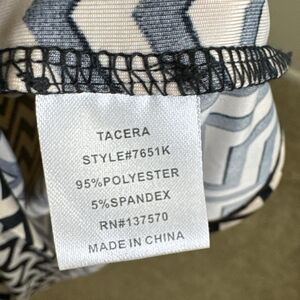 TACERA
STYLE#7651K
95%POLYESTER
5%SPANDEX
RN#137570
MADE IN CHINA